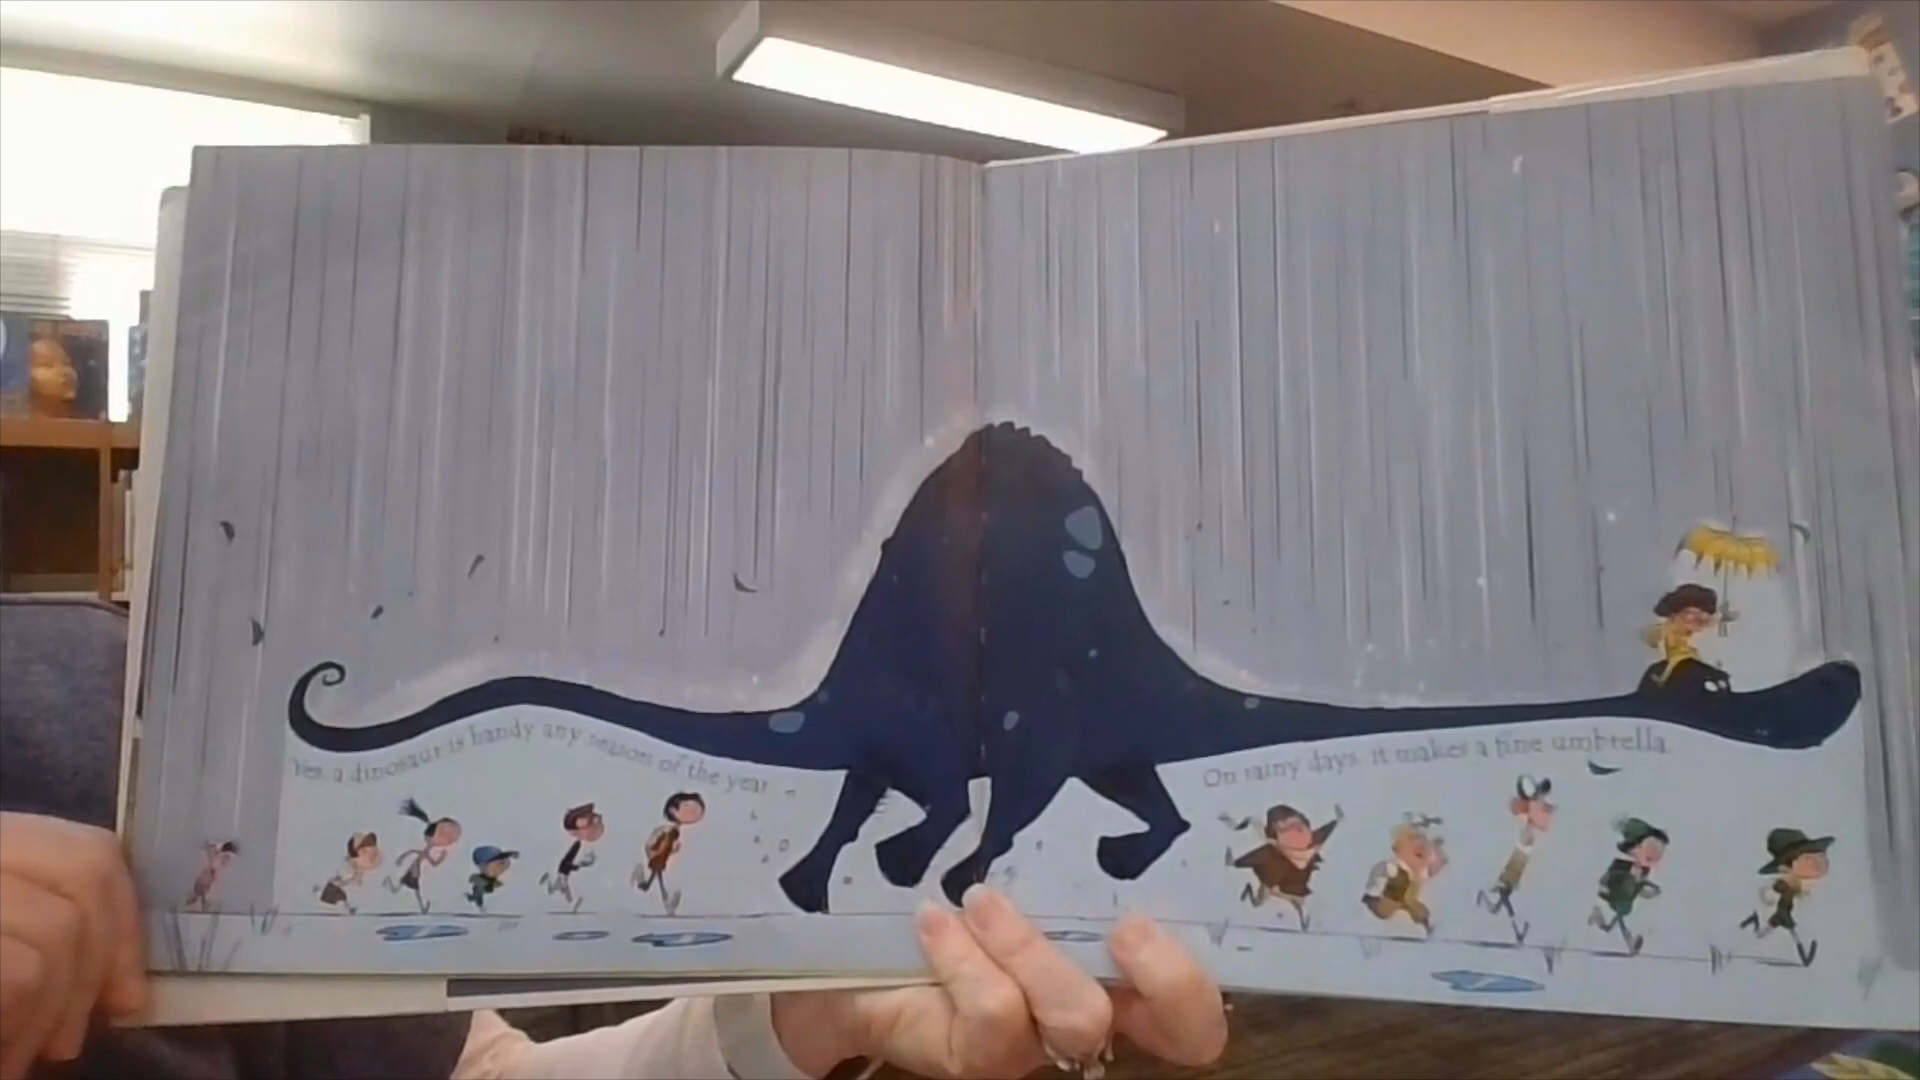 Yes, a dinosaur is handy any season of the year.
On rainy days, it makes a fine umbrella.